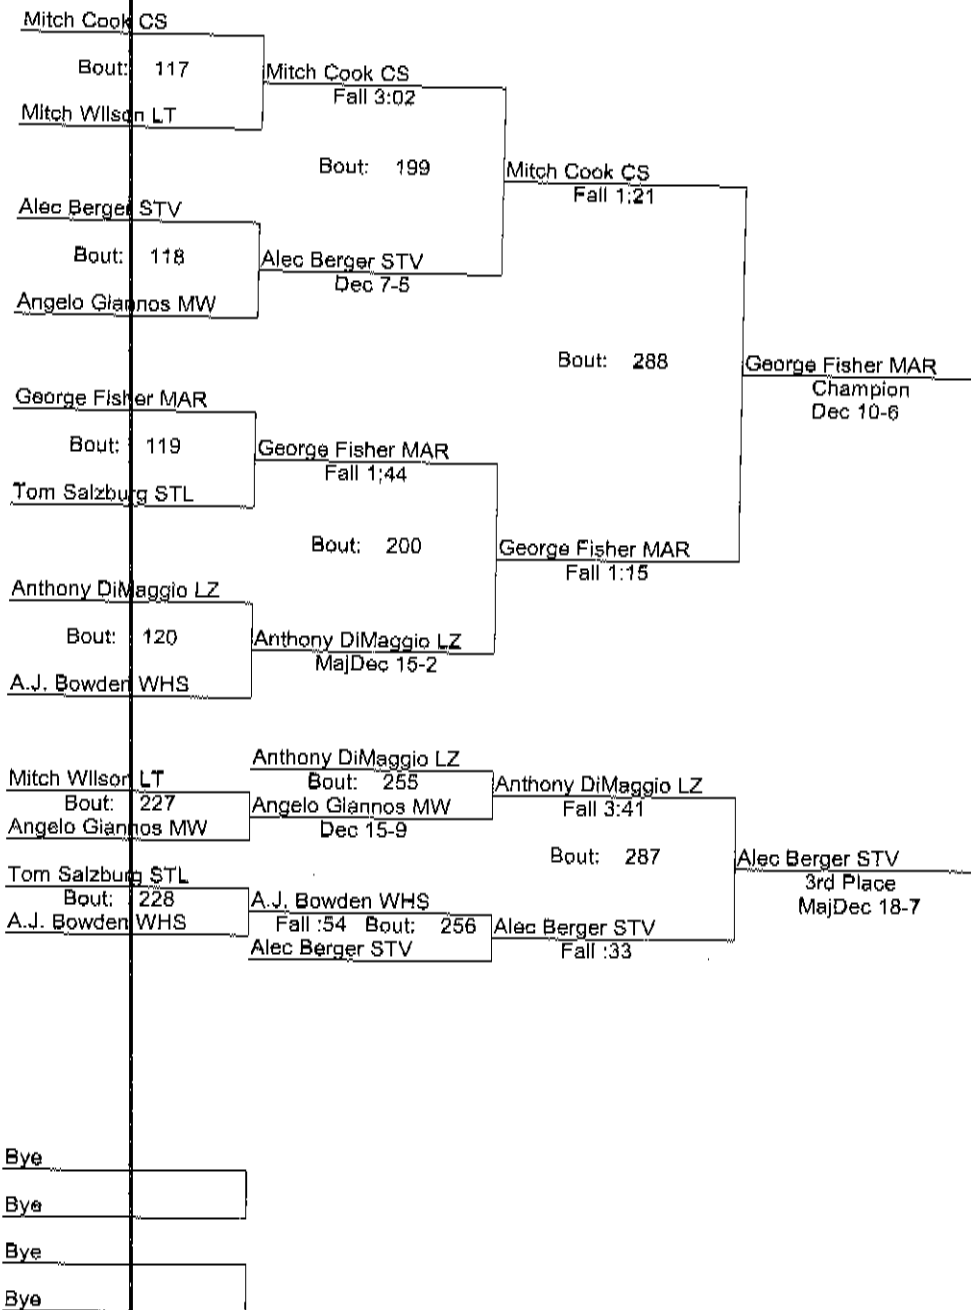 Mitch Cook CS
Bout: 117
Mitch Cook CS
Fall 3:02
Mitch Wilson LT
Bout: 199
Mitch Cook CS
Fall 1:21
Alec Berger STV
Bout: 118
Alec Berger STV
Dec 7-5
Angelo Giannos MW
Bout: 288
George Fisher MAR
Champion
Dec 10-6
George Fisher MAR
Bout: 119
George Fisher MAR
Fall 1:44
Tom Salzburg STL
Bout: 200
George Fisher MAR
Fall 1:15
Anthony DiMaggio LZ
Bout: 120
Anthony DiMaggio LZ
MajDec 15-2
A.J. Bowden WHS
Anthony DiMaggio LZ
Mitch Wilson LT
Bout: 255
Anthony DiMaggio LZ
Bout: 227
Angelo Giannos MW
Fall 3:41
Angelo Giannos MW
Dec 15-9
Bout: 287
Alec Berger STV
3rd Place
MajDec 18-7
Tom Salzburg STL
Bout: 228
A.J. Bowden WHS
A.J. Bowden WHS
Fall :54 Bout: 256
Alec Berger STV
Alec Berger STV
Fall :33
Bye
Bye
Bye
Bye